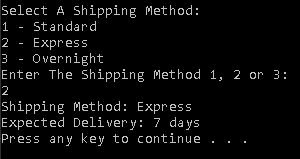 Select A Shipping Method:
1 - Standard
2 - Express
3 - Overnight
Enter The Shipping Method 1, 2 or 3:
2
Shipping Method: Express
Expected Delivery: 7 days
Press any key to continue . . .